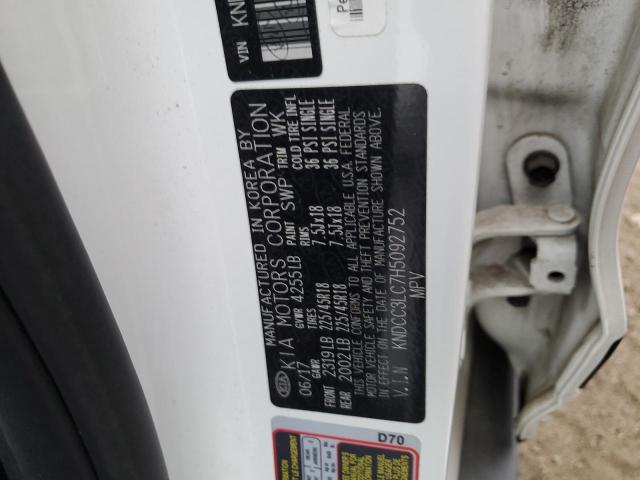 VIN KN
MANUFACTURED IN KOREA BY
KIA MOTORS CORPORATION
06/17 GVWR 4255LB PAINT SWP TRIM WK
GAWR RIMS COLD TIRE INFL
FRONT 2319LB 225/45R18 7.5Jx18 36 PSI SINGLE
REAR 2002LB 225/45R18 7.5Jx18 36 PSI SINGLE
THIS VEHICLE CONFORMS TO ALL APPLICABLE U.S.A. FEDERAL
MOTOR VEHICLE SAFETY AND THEFT PREVENTION STANDARDS
IN EFFECT ON THE DATE OF MANUFACTURE SHOWN ABOVE.
V.I.N KNDCC3LC7H5092752
MPV
KIA
D70